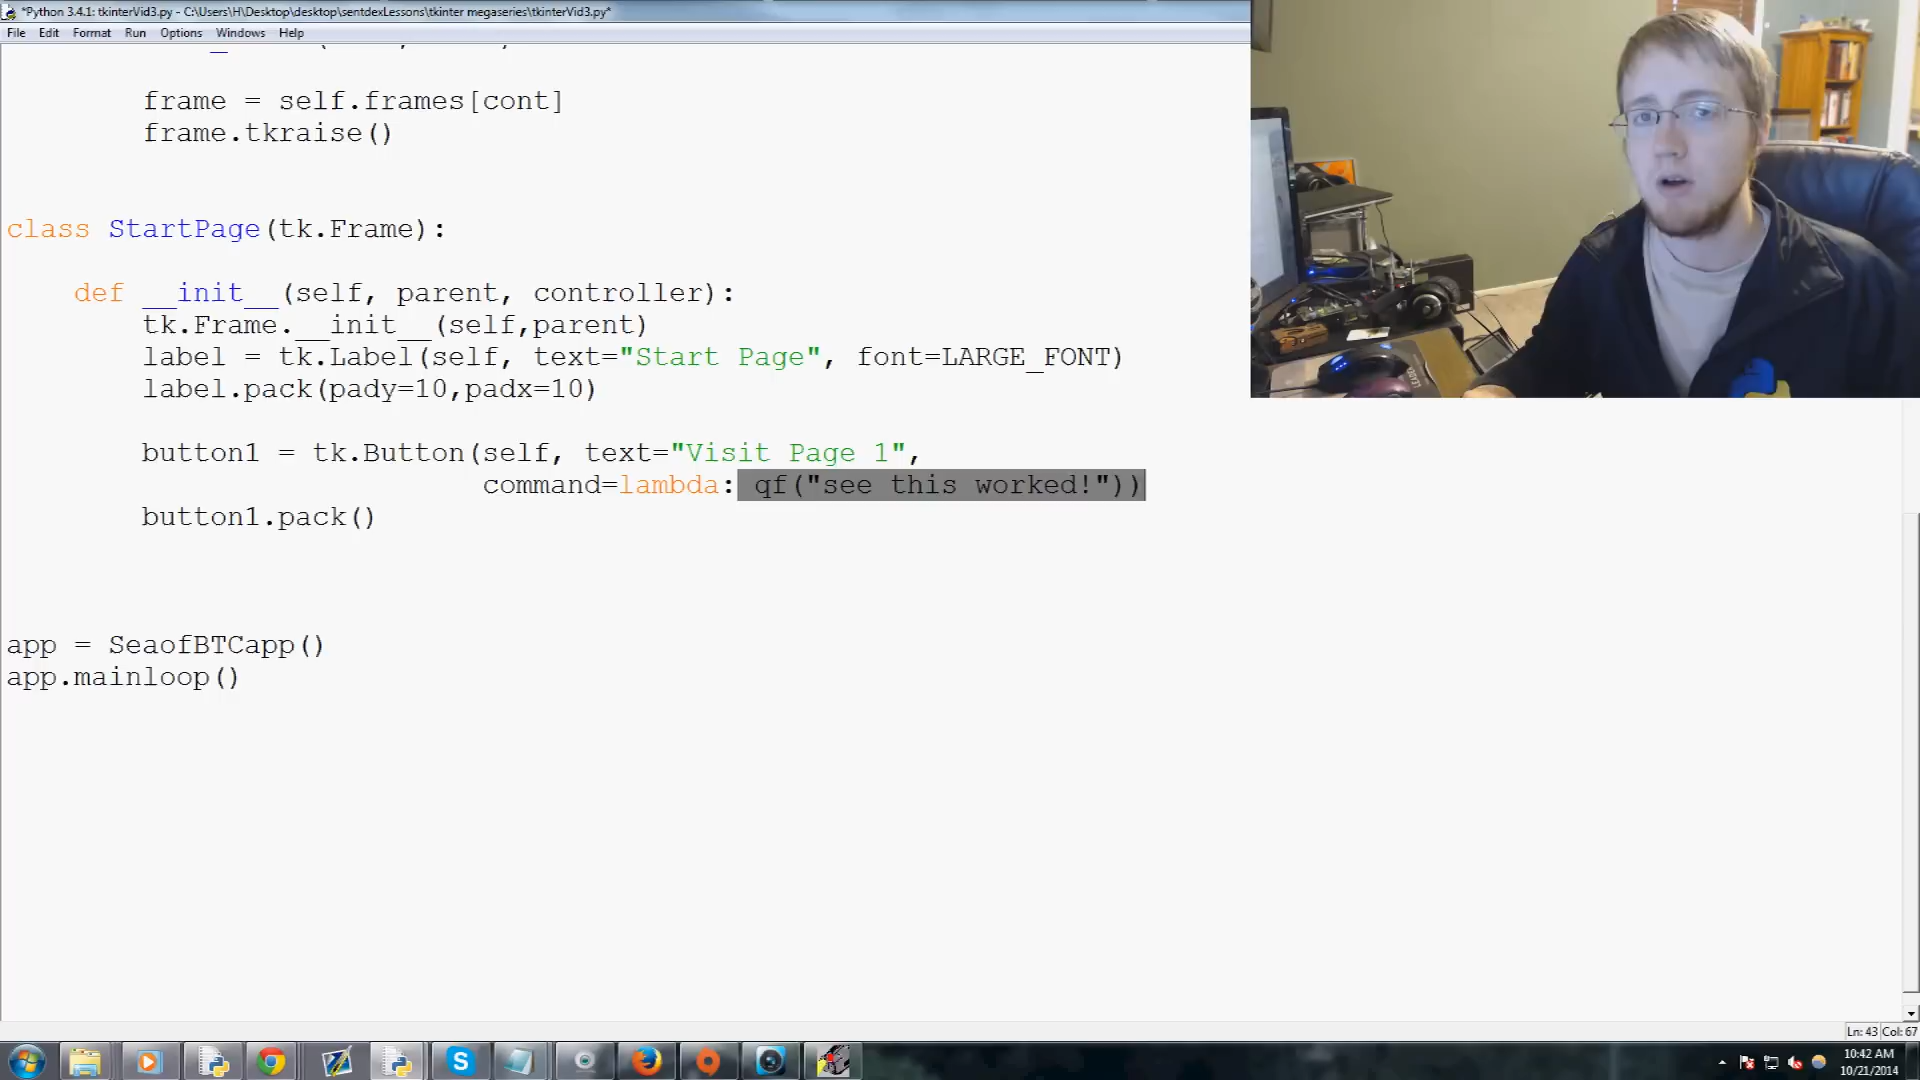 *Python 3.4.1: tkinterVid3.py - C:\Users\H\Desktop\desktop\sentdexLessons\tkinter megaseries\tkinterVid3.py*
File Edit Format Run Options Windows Help
frame = self.frames[cont]
frame.tkraise()
class StartPage(tk.Frame):
def __init__(self, parent, controller):
tk.Frame.__init__(self,parent)
label = tk.Label(self, text="Start Page", font=LARGE_FONT)
label.pack(pady=10,padx=10)
button1 = tk.Button(self, text="Visit Page 1",
command=lambda: qf("see this worked!"))
button1.pack()
app = SeaofBTCapp()
app.mainloop()
Ln: 43 Col: 67
10:42 AM
10/21/2014